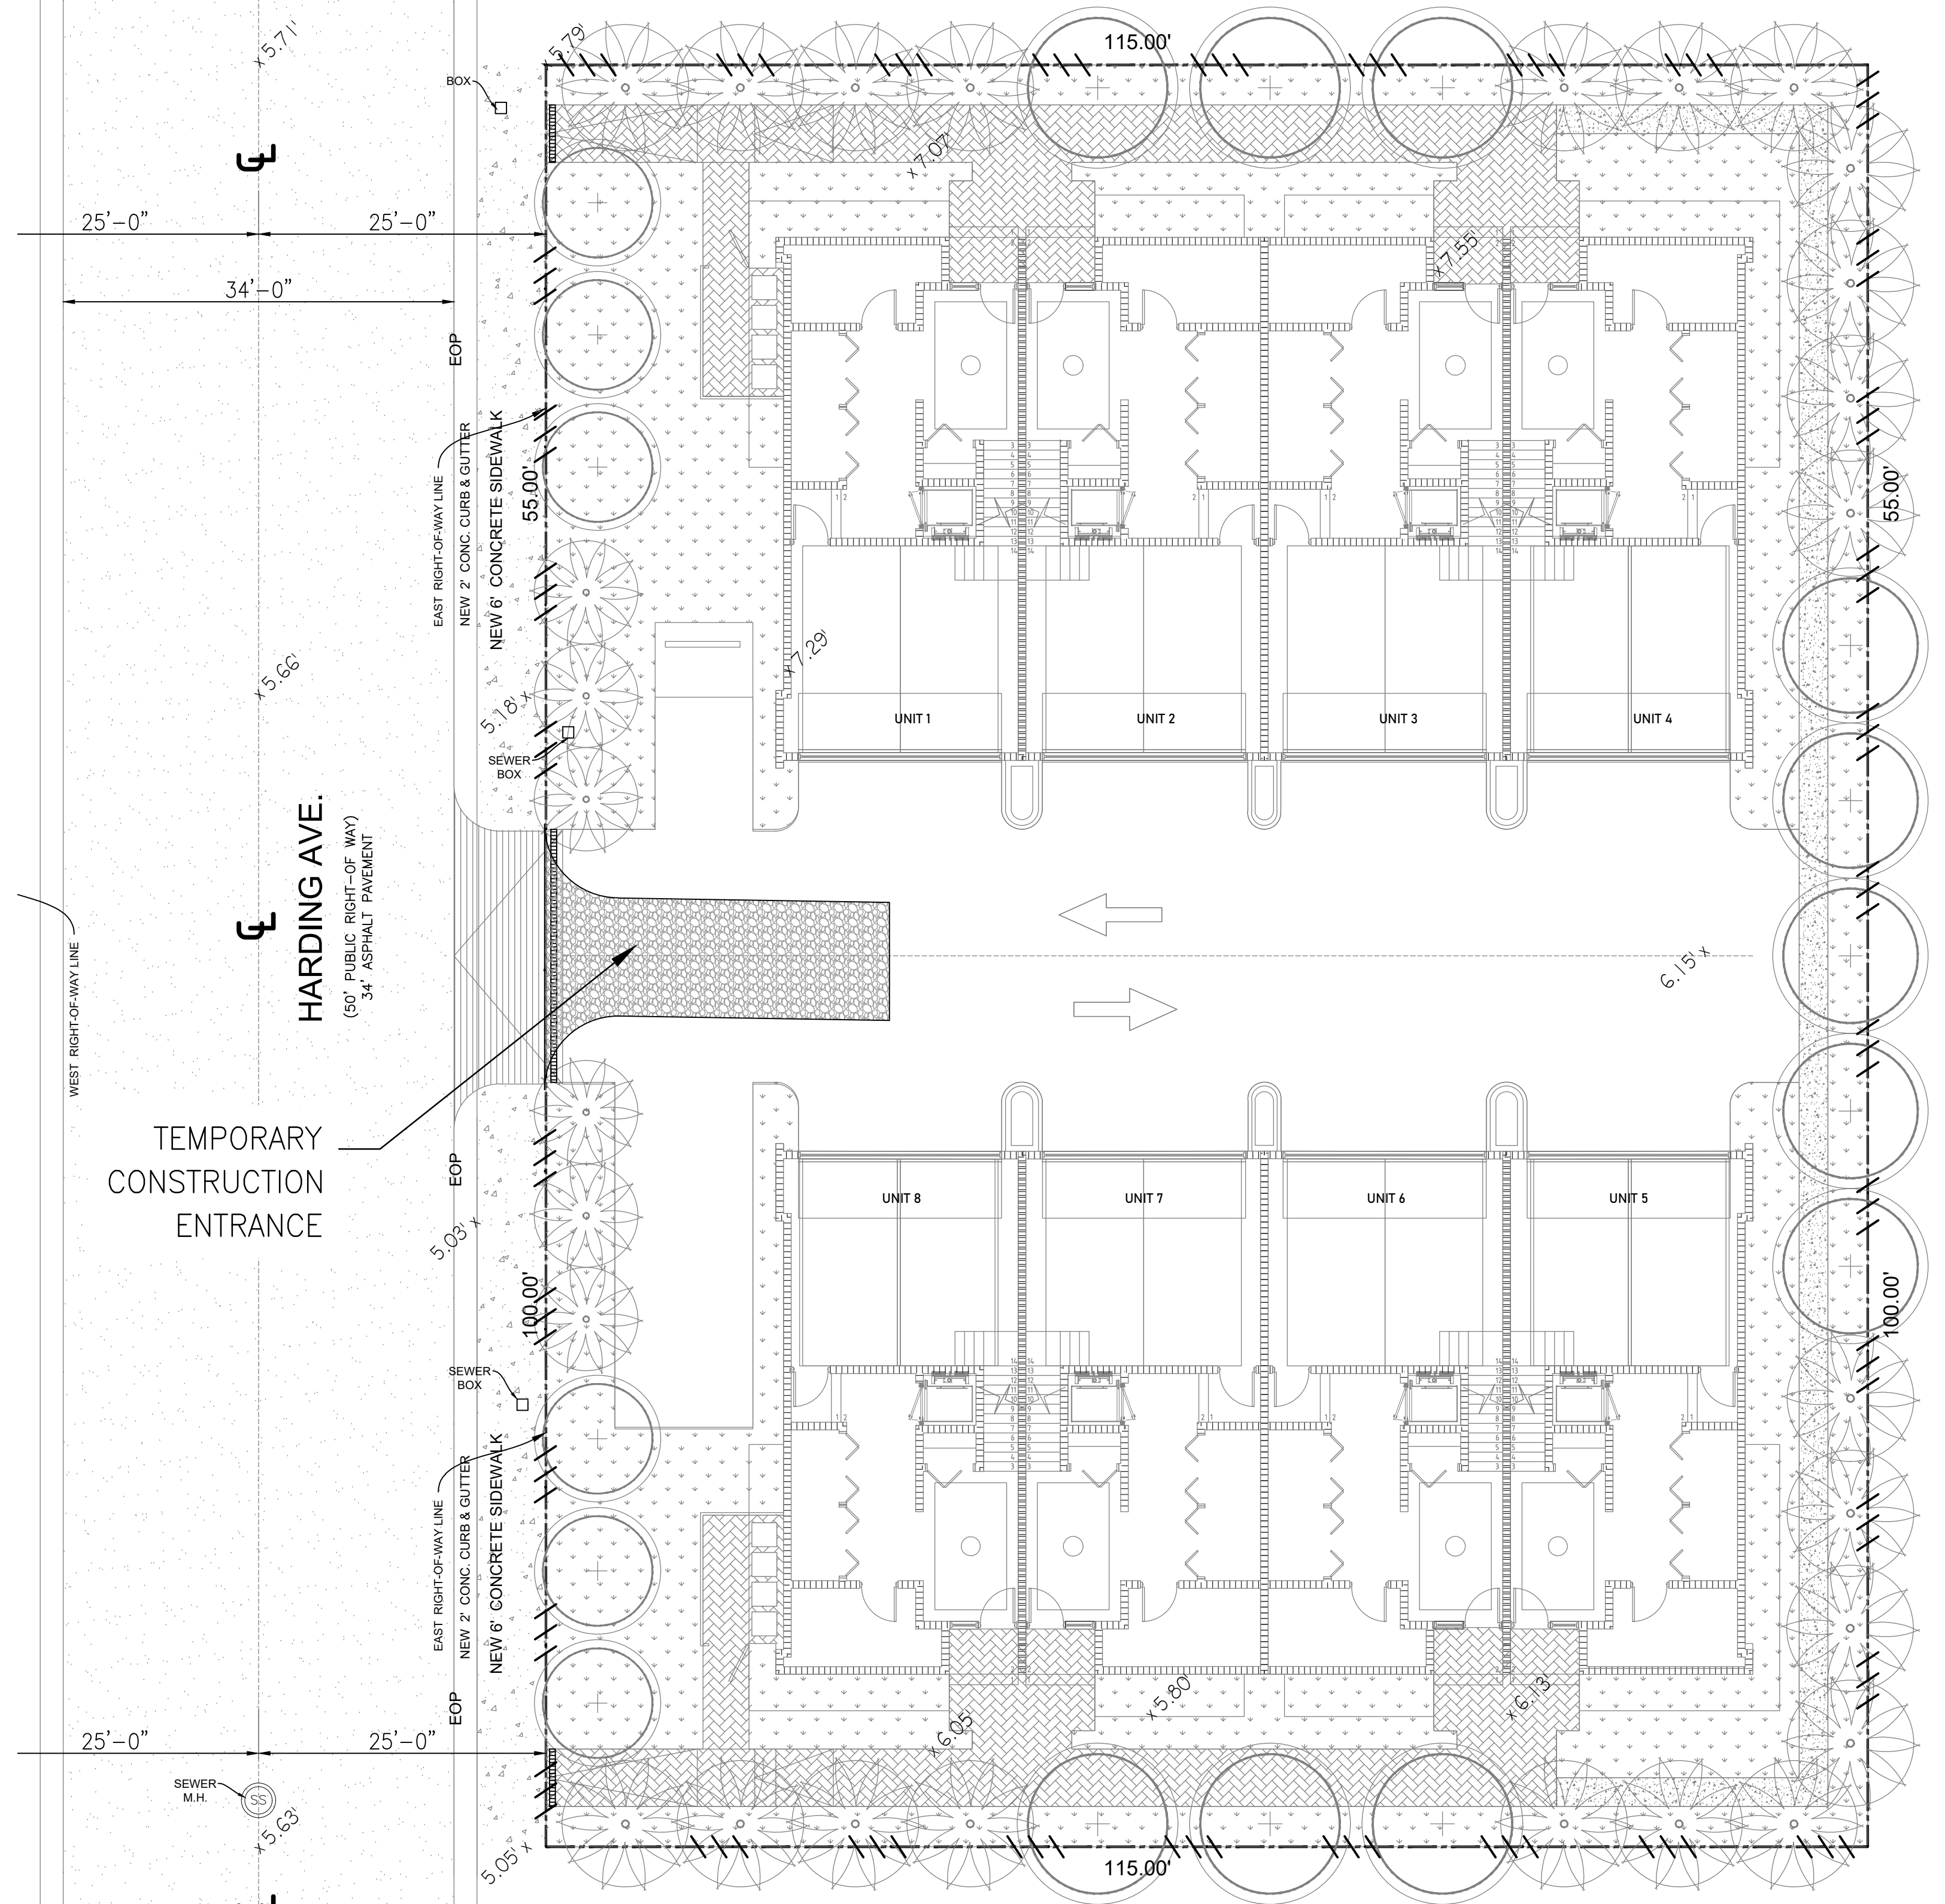 x 5.71'
5.79'
115.00'
BOX
x 7.07'
CL
25'-0"
25'-0"
34'-0"
x 7.55'
EOP
EAST RIGHT-OF-WAY LINE
NEW 2' CONC. CURB & GUTTER
NEW 6' CONCRETE SIDEWALK
55.00'
55.00'
x 5.66'
x 7.29'
5.18' x
UNIT 1
UNIT 2
UNIT 3
UNIT 4
SEWER
BOX
HARDING AVE.
(50' PUBLIC RIGHT-OF WAY)
34' ASPHALT PAVEMENT
CL
WEST RIGHT-OF-WAY LINE
6.15' x
TEMPORARY
CONSTRUCTION
ENTRANCE
EOP
5.03' x
UNIT 8
UNIT 7
UNIT 6
UNIT 5
100.00'
100.00'
SEWER
BOX
EAST RIGHT-OF-WAY LINE
NEW 2' CONC. CURB & GUTTER
NEW 6' CONCRETE SIDEWALK
EOP
x 6.05'
x 5.80'
x 6.13'
25'-0"
25'-0"
SEWER
M.H.
SS
x 5.63'
5.05' x
115.00'